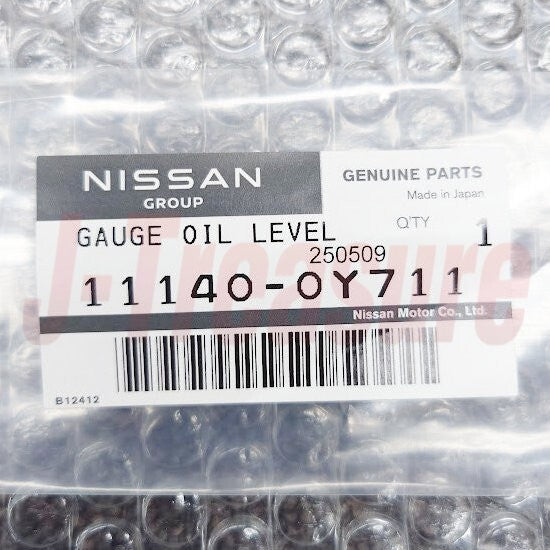 NISSAN
GROUP
GENUINE PARTS
Made in Japan
GAUGE OIL LEVEL
Q'TY 1
250509
11140-0Y711
Nissan Motor Co., Ltd.
B12412
J-Treasure